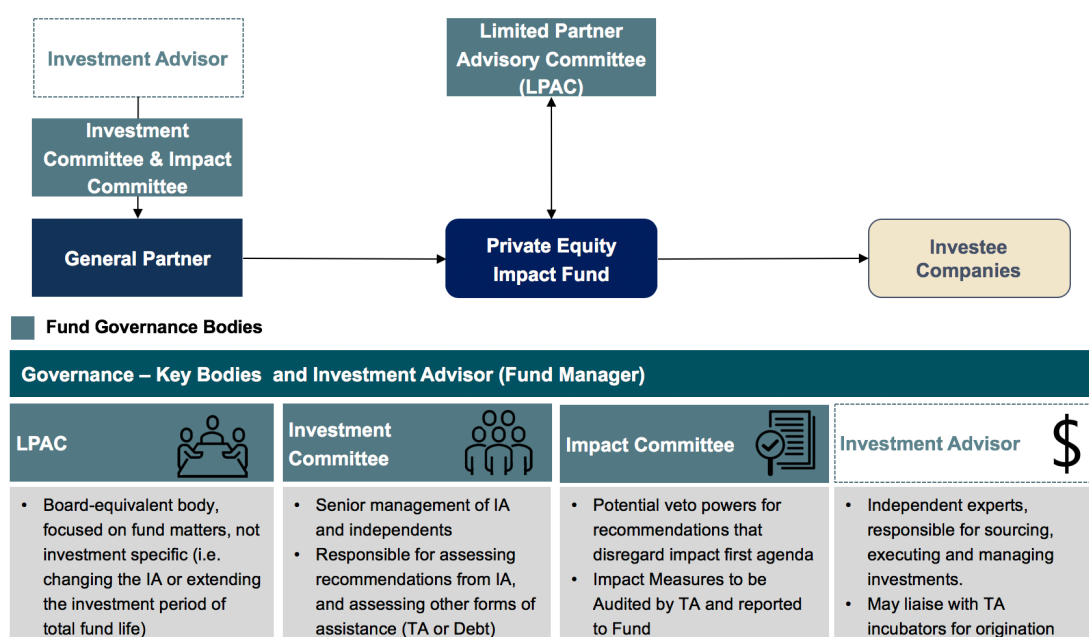 Investment Advisor
Limited Partner
Advisory Committee
(LPAC)
Investment
Committee & Impact
Committee
General Partner
Private Equity
Impact Fund
Investee
Companies
Fund Governance Bodies
Governance – Key Bodies and Investment Advisor (Fund Manager)
LPAC
• Board-equivalent body,
focused on fund matters, not
investment specific (i.e.
changing the IA or extending
the investment period of
total fund life)
Investment
Committee
• Senior management of IA
and independents
• Responsible for assessing
recommendations from IA,
and assessing other forms of
assistance (TA or Debt)
Impact Committee
• Potential veto powers for
recommendations that
disregard impact first agenda
• Impact Measures to be
Audited by TA and reported
to Fund
Investment Advisor
$
• Independent experts,
responsible for sourcing,
executing and managing
investments.
• May liaise with TA
incubators for origination